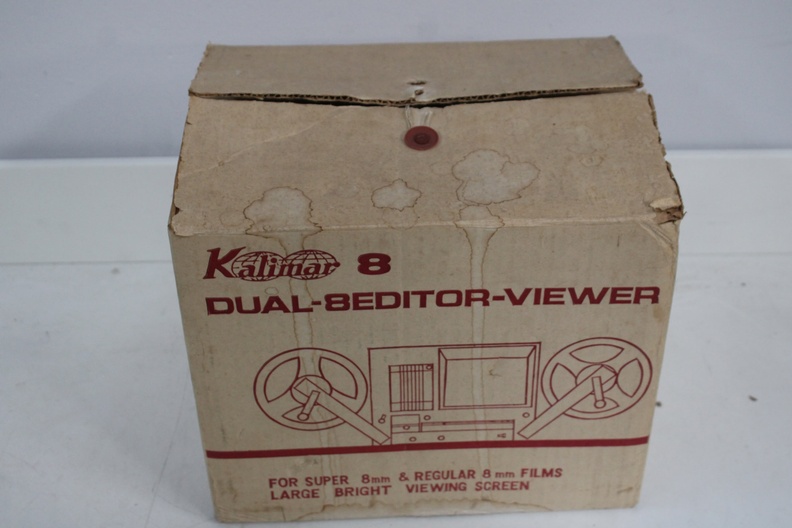 Kalimar 8
DUAL-8EDITOR-VIEWER
FOR SUPER 8mm & REGULAR 8mm FILMS
LARGE BRIGHT VIEWING SCREEN